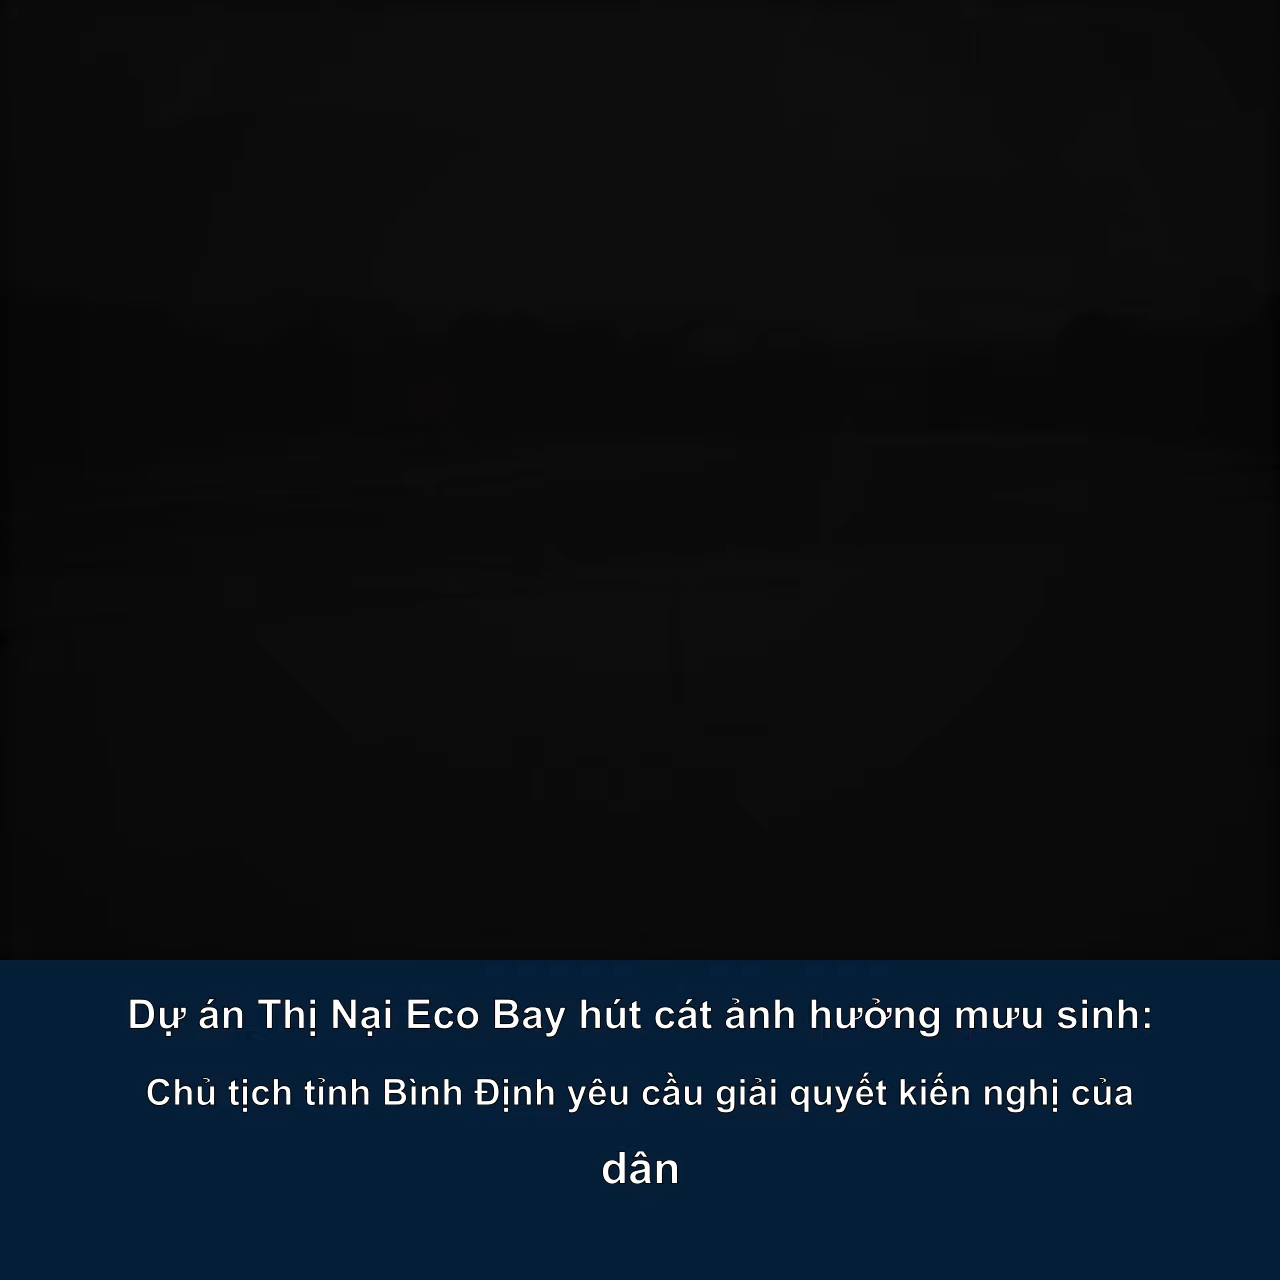 Dự án Thị Nại Eco Bay hút cát ảnh hưởng mưu sinh:
Chủ tịch tỉnh Bình Định yêu cầu giải quyết kiến nghị của
dân